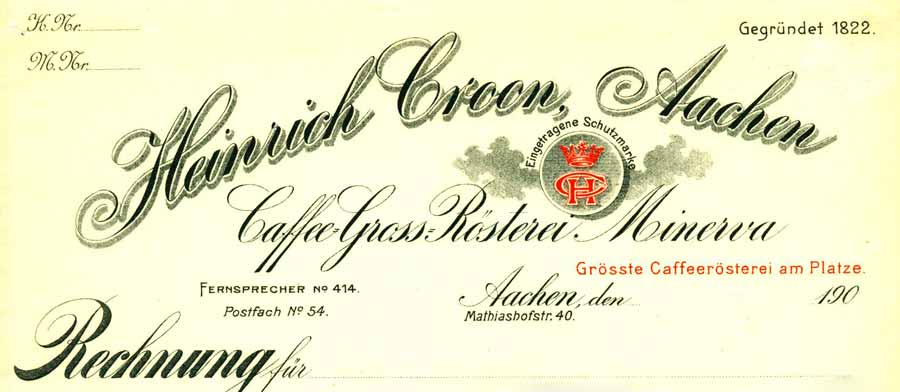 K. Nr.
Gegründet 1822.
M. Nr.
Heinrich Croon, Aachen
Eingetragene Schutzmarke
CH
Caffee-Gross-Rösterei Minerva
Grösste Caffeerösterei am Platze.
FERNSPRECHER Nº 414.
Aachen, den 190
Postfach Nº 54.
Mathiashofstr. 40.
Rechnung für